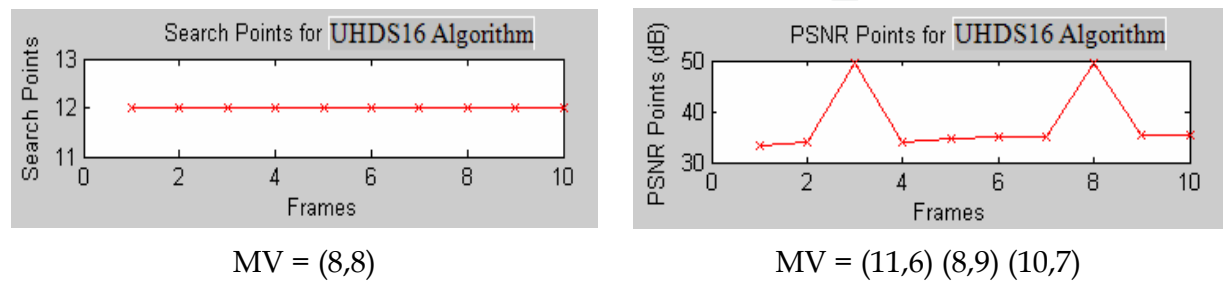 Search Points for UHDS16 Algorithm
Search Points
13
12
11
0 2 4 6 8 10
Frames
MV = (8,8)
PSNR Points for UHDS16 Algorithm
PSNR Points (dB)
50
40
30
0 2 4 6 8 10
Frames
MV = (11,6) (8,9) (10,7)